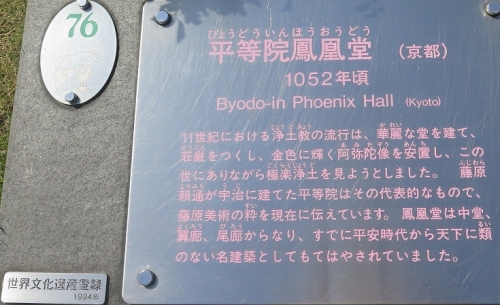 76
びょうどういんほうおうどう
平等院鳳凰堂 (京都)
1052年頃
Byodo-in Phoenix Hall (Kyoto)
11世紀における浄土教の流行は、華麗な堂を建て、
荘厳をつくし、金色に輝く阿弥陀像を安置し、この
世にありながら極楽浄土を見ようとしました。 藤原
頼通が宇治に建てた平等院はその代表的なもので、
藤原美術の粋を現在に伝えています。 鳳凰堂は中堂、
翼廊、尾廊からなり、すでに平安時代から天下に類
のない名建築としてもてはやされていました。
世界文化遺産登録
1994年